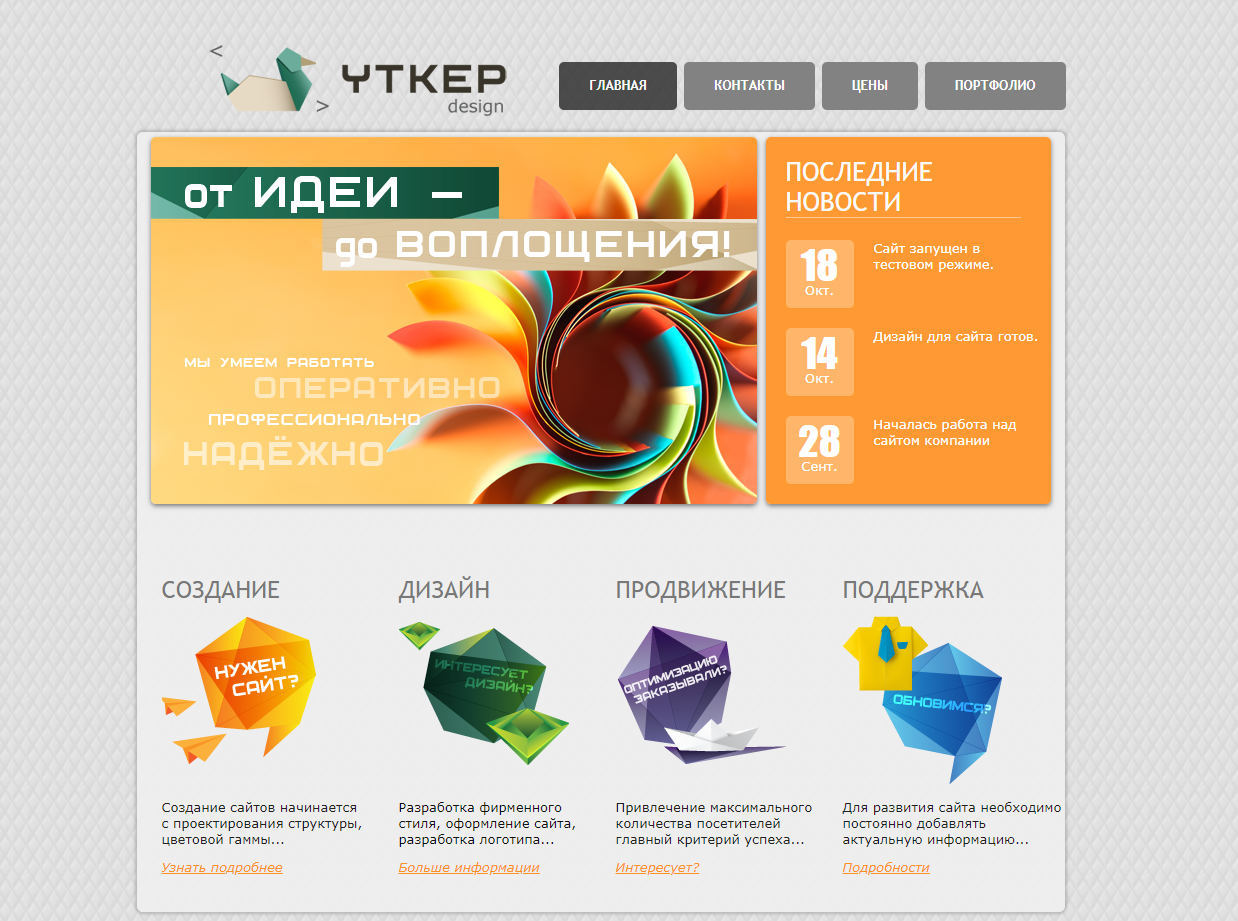 < >
УТКЕР
design
ГЛАВНАЯ
КОНТАКТЫ
ЦЕНЫ
ПОРТФОЛИО
от ИДЕИ –
до ВОПЛОЩЕНИЯ!
МЫ УМЕЕМ РАБОТАТЬ
ОПЕРАТИВНО
ПРОФЕССИОНАЛЬНО
НАДЁЖНО
ПОСЛЕДНИЕ
НОВОСТИ
18
Окт.
Сайт запущен в
тестовом режиме.
14
Окт.
Дизайн для сайта готов.
28
Сент.
Началась работа над
сайтом компании
СОЗДАНИЕ
НУЖЕН
САЙТ?
Создание сайтов начинается
с проектирования структуры,
цветовой гаммы...
Узнать подробнее
ДИЗАЙН
ИНТЕРЕСУЕТ
ДИЗАЙН?
Разработка фирменного
стиля, оформление сайта,
разработка логотипа...
Больше информации
ПРОДВИЖЕНИЕ
ОПТИМИЗАЦИЮ
ЗАКАЗЫВАЛИ?
Привлечение максимального
количества посетителей
главный критерий успеха...
Интересует?
ПОДДЕРЖКА
ОБНОВИМСЯ?
Для развития сайта необходимо
постоянно добавлять
актуальную информацию...
Подробности